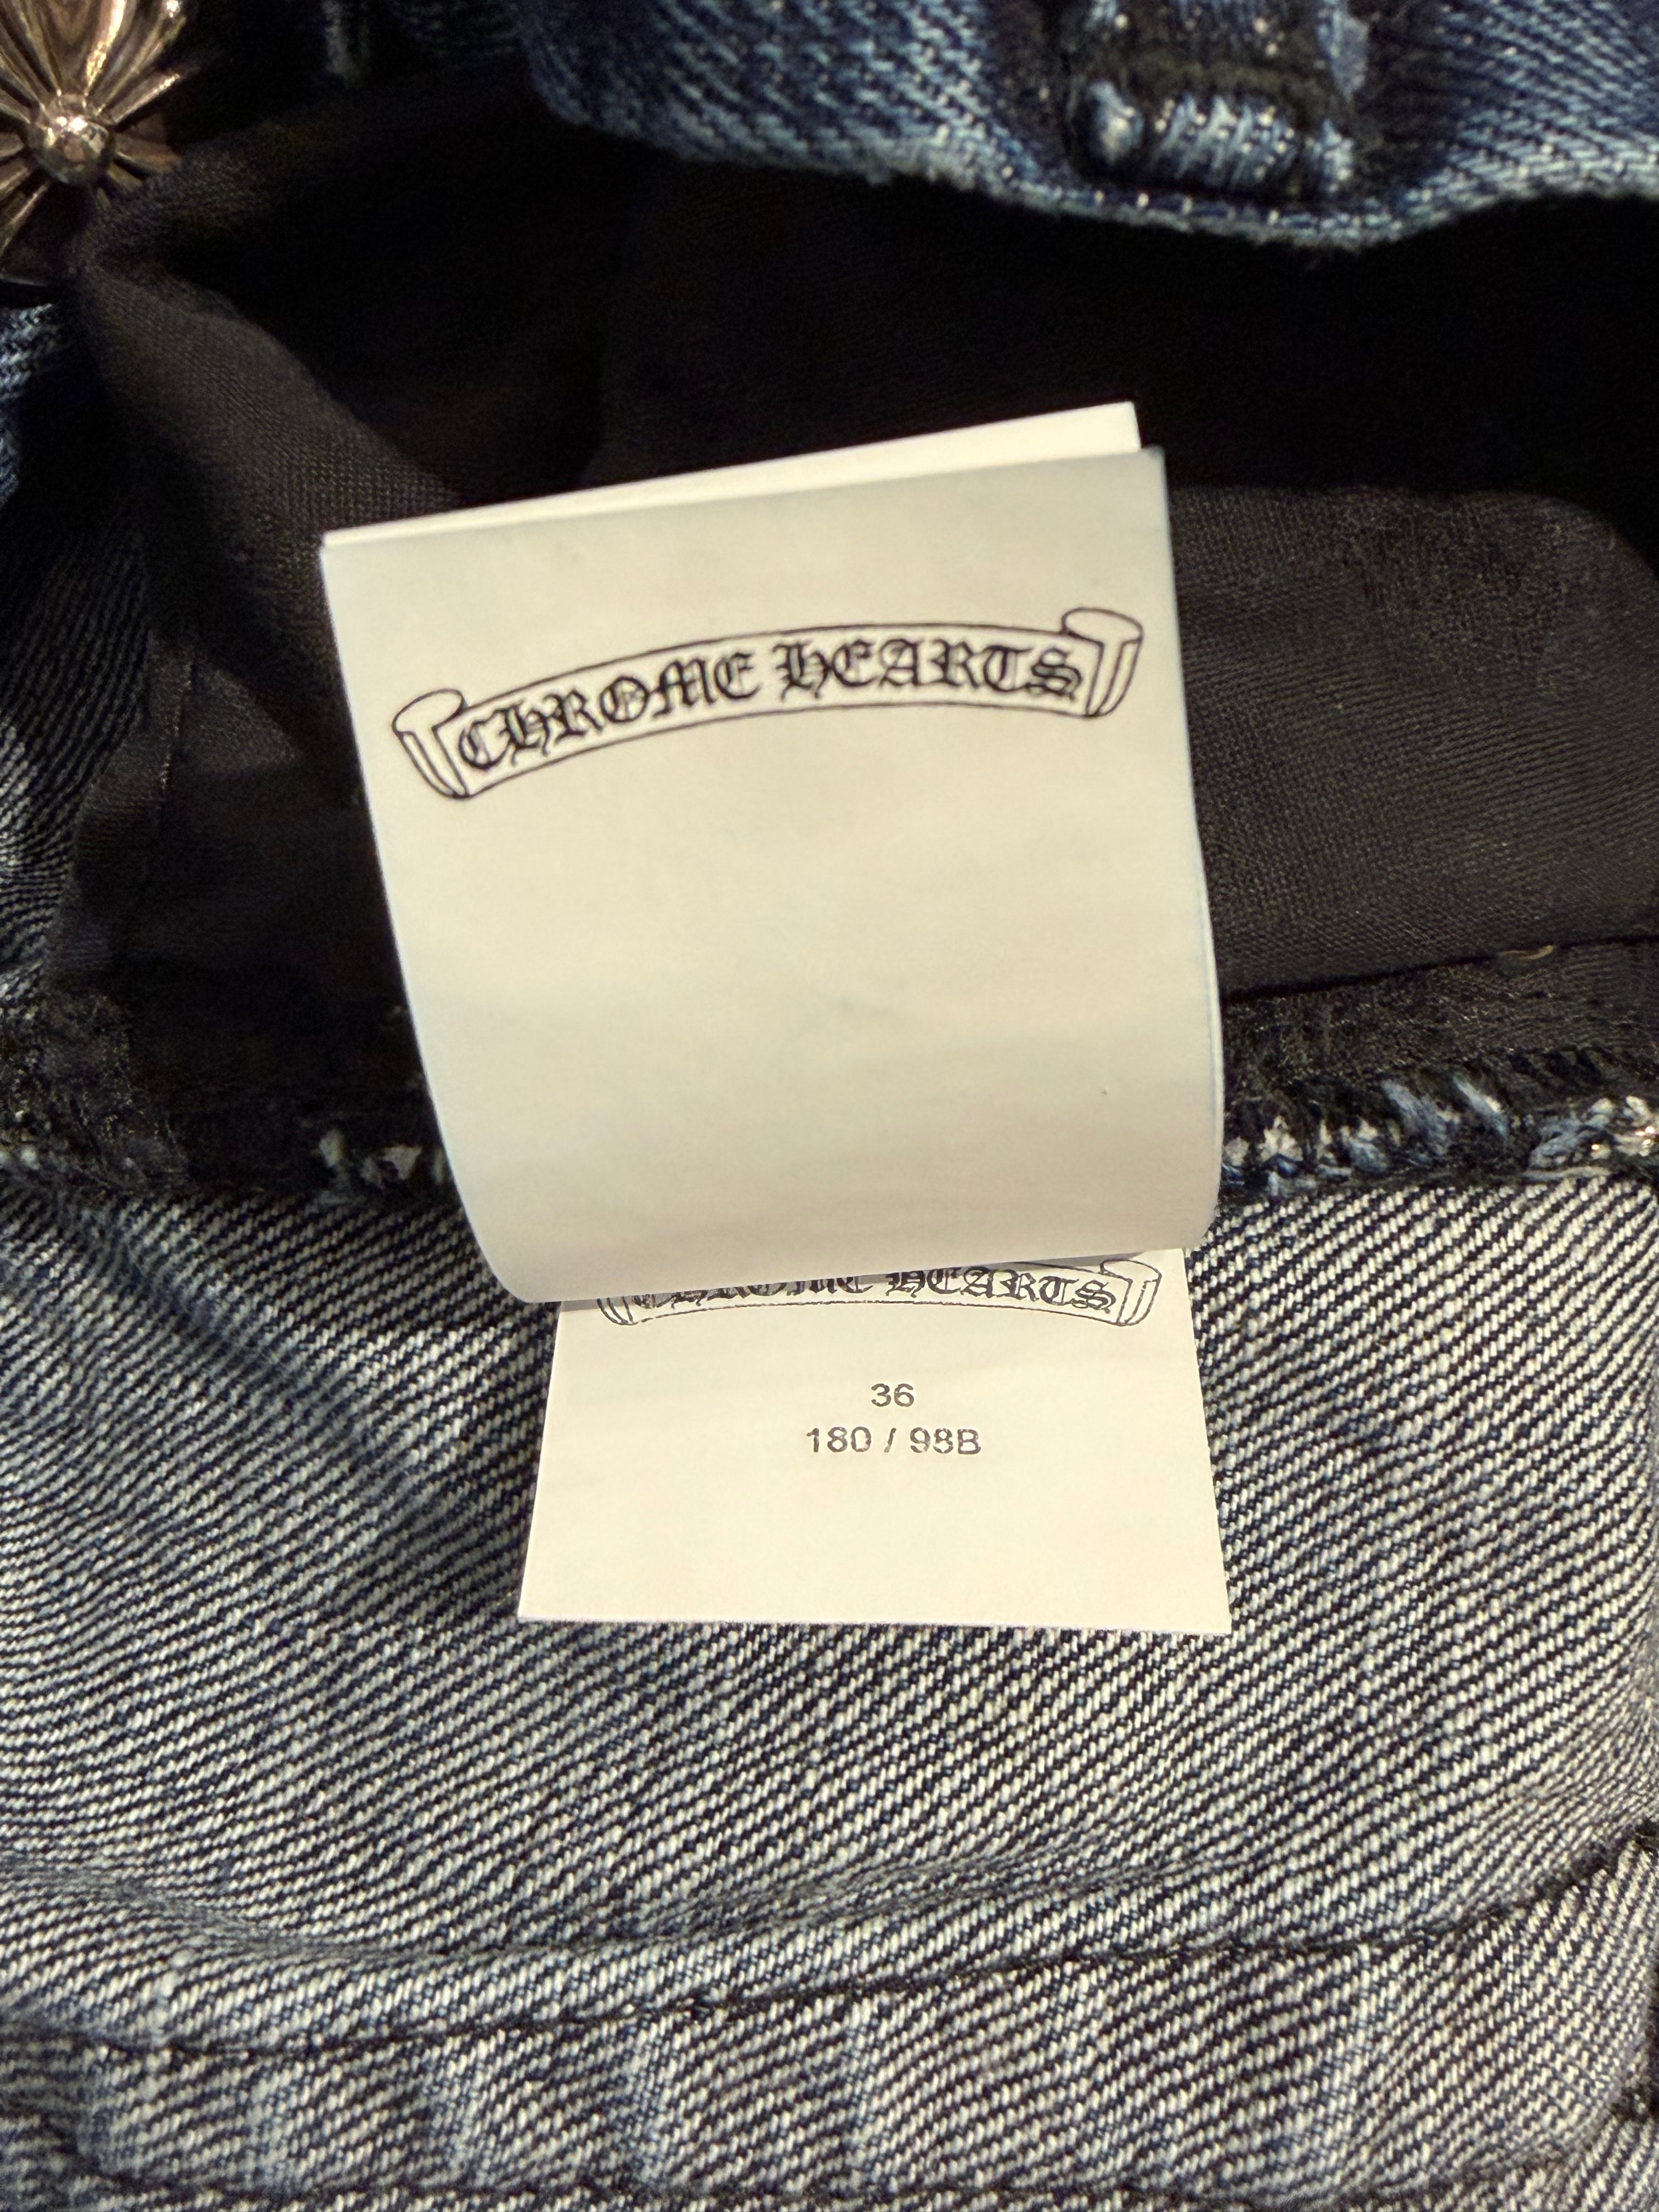 CHROME HEARTS
CHROME HEARTS
36
180 / 98B